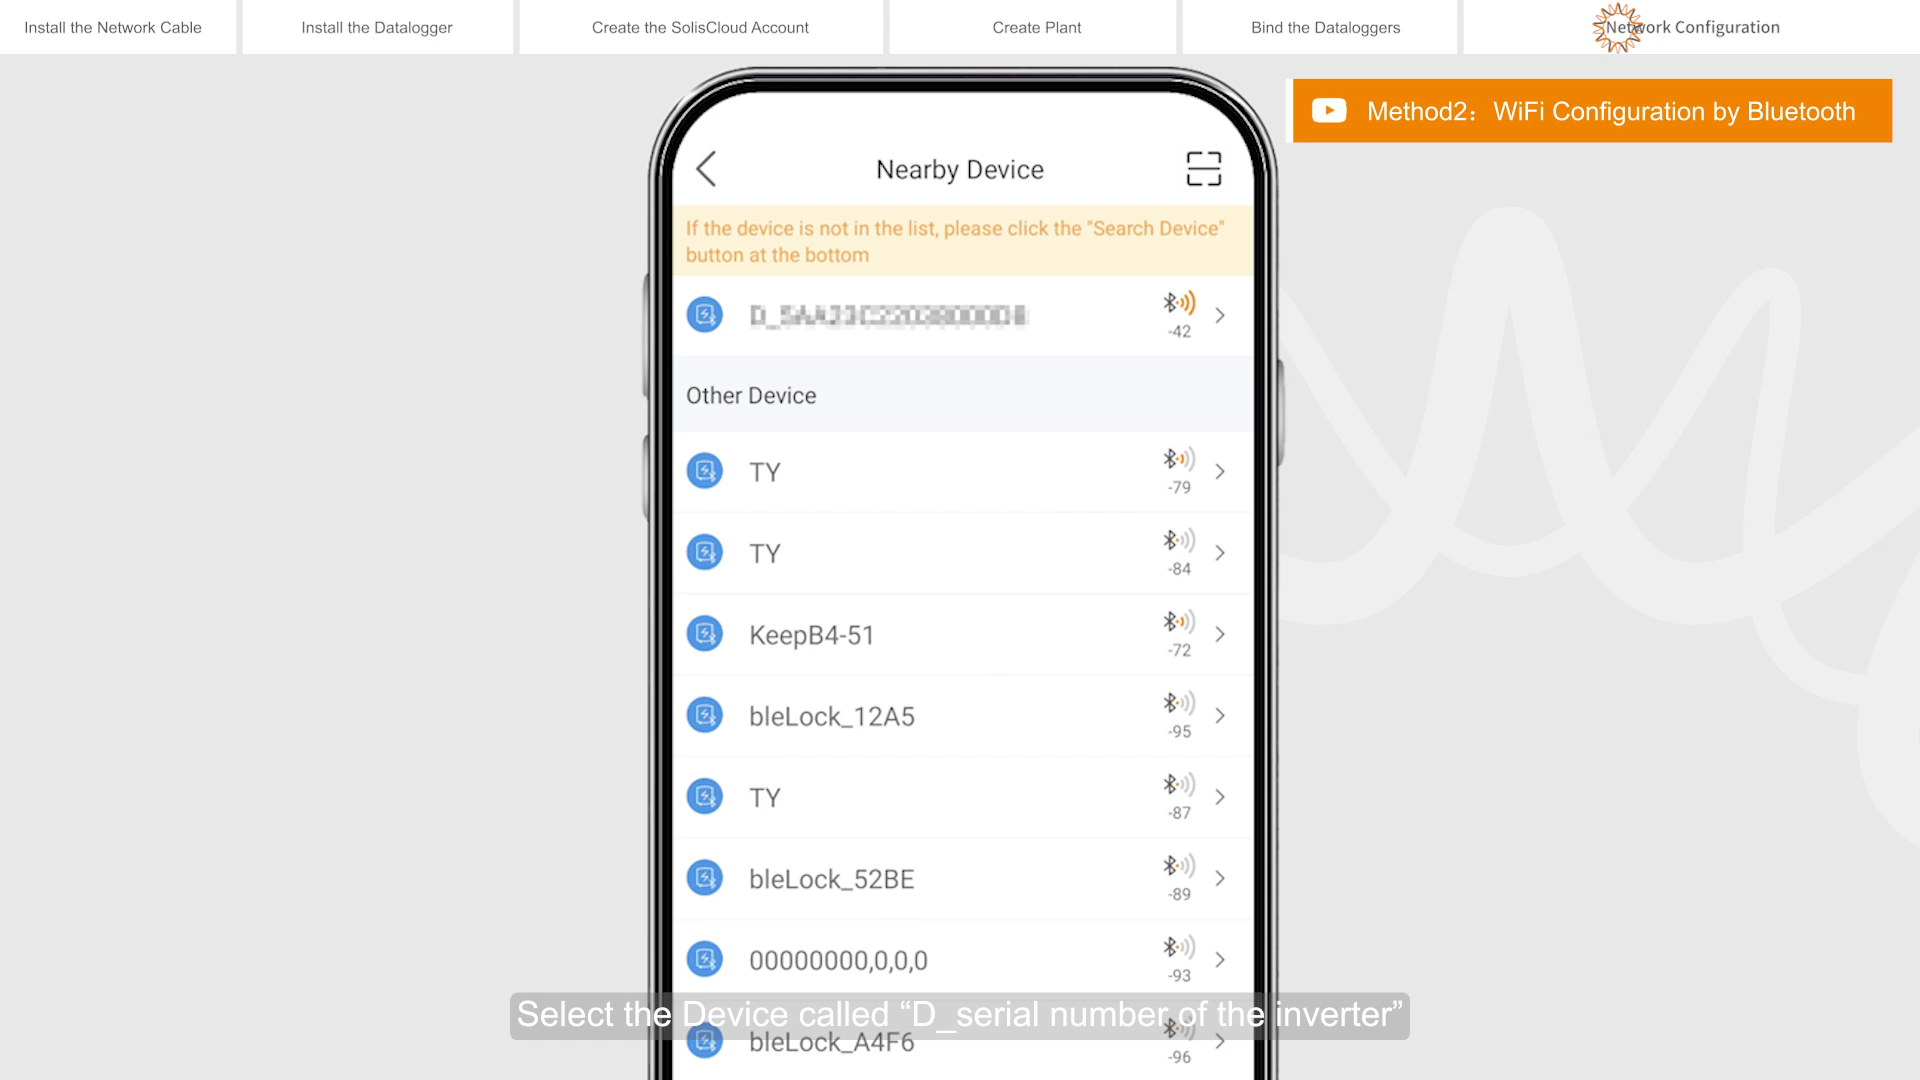 Install the Network Cable
Install the Datalogger
Create the SolisCloud Account
Create Plant
Bind the Dataloggers
Network Configuration
Method2：WiFi Configuration by Bluetooth
Nearby Device
If the device is not in the list, please click the "Search Device"
button at the bottom
-42
Other Device
TY
-79
TY
-84
KeepB4-51
-72
bleLock_12A5
-95
TY
-87
bleLock_52BE
-89
00000000,0,0,0
-93
Select the Device called “D_serial number of the inverter”
bleLock_A4F6
-96